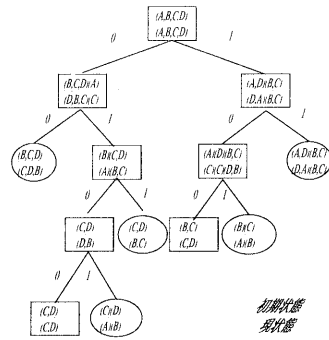 (A,B,C,D)
(A,B,C,D)
0
1
(B,C,D)(A)
(D,B,C)(C)
(A,D)(B,C)
(D,A)(B,C)
0
1
1
0
(B,C,D)
(C,D,B)
(B)(C,D)
(A)(B,C)
(A)(D)(B,C)
(C)(C)(D,B)
(A,D)(B,C)
(D,A)(B,C)
0
1
0
1
(C,D)
(D,B)
(C,D)
(B,C)
(B,C)
(C,D)
(B)(C)
(A)(B)
0
1
(C,D)
(C,D)
(C)(D)
(A)(B)
初期状態
現状態